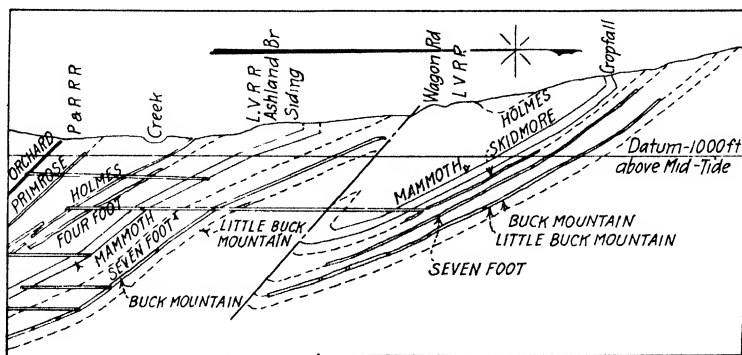 P & R R R
Creek
L.V.R.R.
Ashland Br
Siding
Wagon Rd
L V R R
Cropfall
ORCHARD
PRIMROSE
HOLMES
FOUR FOOT
MAMMOTH
SEVEN FOOT
LITTLE BUCK
MOUNTAIN
BUCK MOUNTAIN
HOLMES
SKIDMORE
MAMMOTH
Datum-1000ft
above Mid-Tide
BUCK MOUNTAIN
LITTLE BUCK MOUNTAIN
SEVEN FOOT